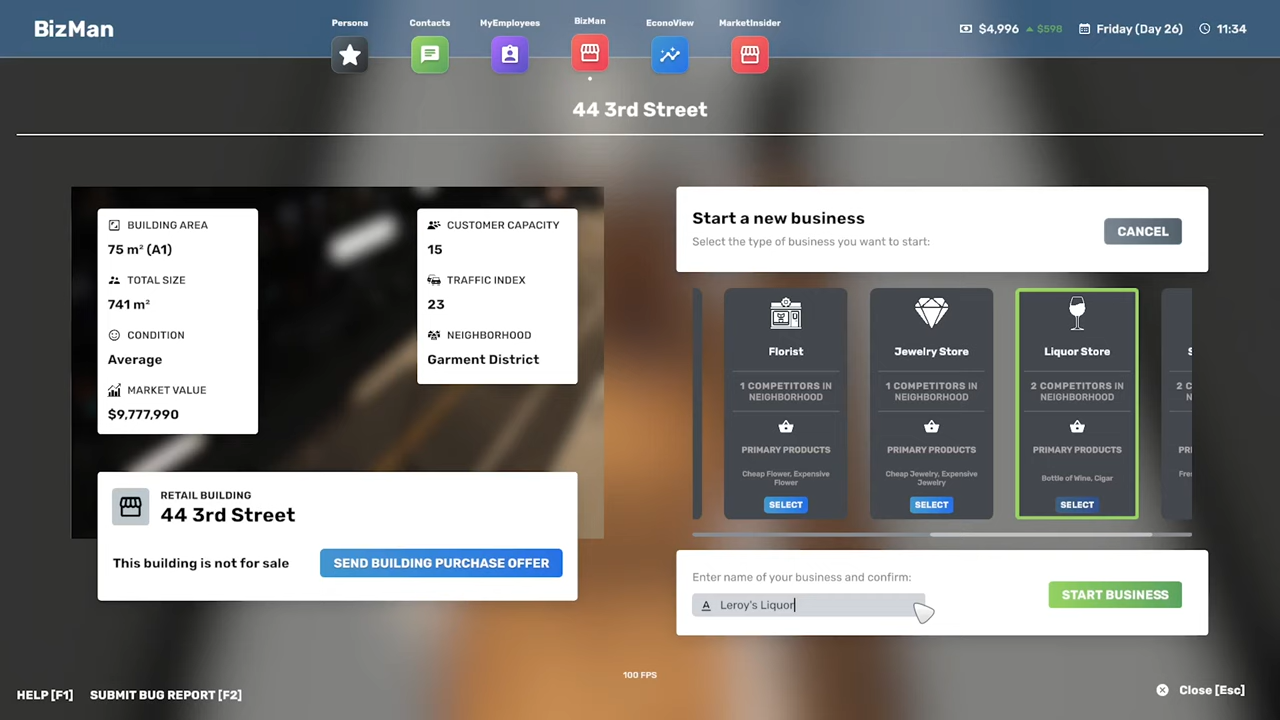 BizMan
Persona
Contacts
MyEmployees
BizMan
EconoView
MarketInsider
$4,996 $598 Friday (Day 26) 11:34
44 3rd Street
BUILDING AREA
75 m² (A1)
TOTAL SIZE
741 m²
CONDITION
Average
MARKET VALUE
$9,777,990
CUSTOMER CAPACITY
15
TRAFFIC INDEX
23
NEIGHBORHOOD
Garment District
RETAIL BUILDING
44 3rd Street
This building is not for sale
SEND BUILDING PURCHASE OFFER
Start a new business
Select the type of business you want to start:
CANCEL
Florist
1 COMPETITORS IN
NEIGHBORHOOD
PRIMARY PRODUCTS
Cheap Flower, Expensive
Flower
SELECT
Jewelry Store
1 COMPETITORS IN
NEIGHBORHOOD
PRIMARY PRODUCTS
Cheap Jewelry, Expensive
Jewelry
SELECT
Liquor Store
2 COMPETITORS IN
NEIGHBORHOOD
PRIMARY PRODUCTS
Bottle of Wine, Cigar
SELECT
Enter name of your business and confirm:
A Leroy's Liquor
START BUSINESS
100 FPS
HELP [F1] SUBMIT BUG REPORT [F2]
Close [Esc]